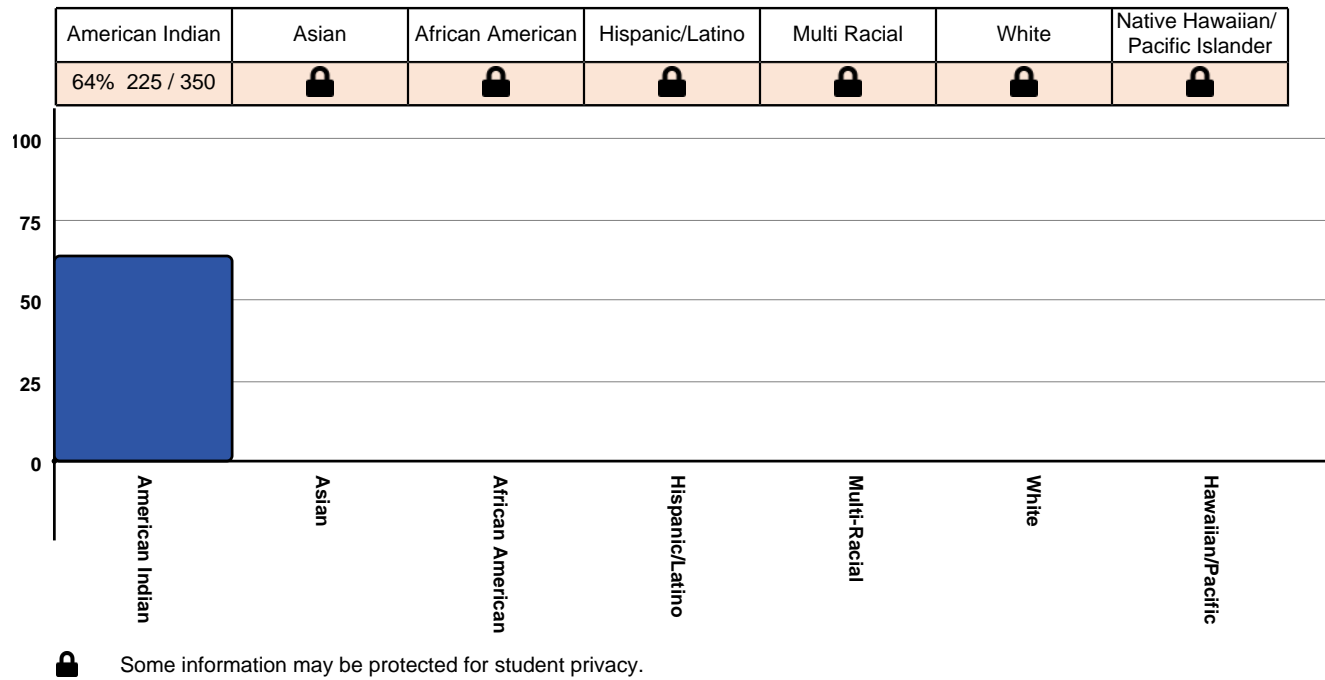 American Indian Asian African American Hispanic/Latino Multi Racial White Native Hawaiian/
Pacific Islander
64% 225 / 350
100
75
50
25
0
American Indian
Asian
African American
Hispanic/Latino
Multi-Racial
White
Hawaiian/Pacific
Some information may be protected for student privacy.